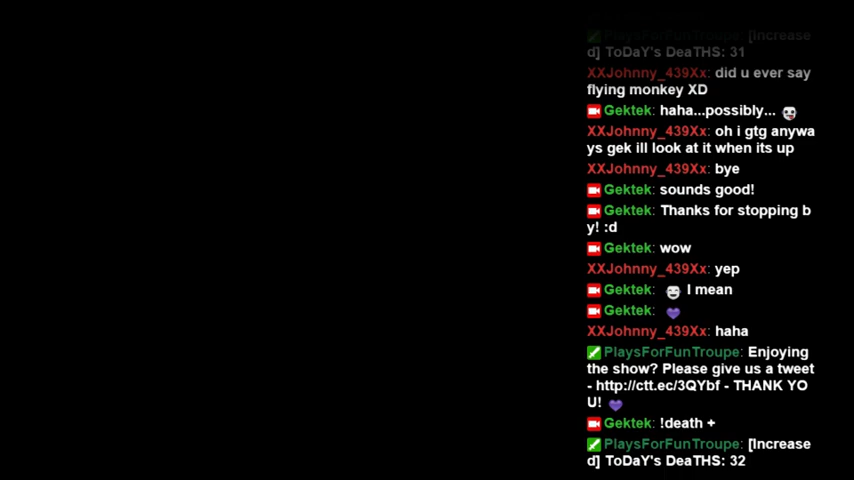 PlaysForFunTroupe: [Increase
d] ToDaY's DeaTHS: 31
XXJohnny_439Xx: did u ever say
flying monkey XD
Gektek: haha...possibly...
XXJohnny_439Xx: oh i gtg anywa
ys gek ill look at it when its up
XXJohnny_439Xx: bye
Gektek: sounds good!
Gektek: Thanks for stopping b
y! :d
Gektek: wow
XXJohnny_439Xx: yep
Gektek: I mean
Gektek:
XXJohnny_439Xx: haha
PlaysForFunTroupe: Enjoying
the show? Please give us a tweet
- http://ctt.ec/3QYbf - THANK YO
U!
Gektek: !death +
PlaysForFunTroupe: [Increase
d] ToDaY's DeaTHS: 32